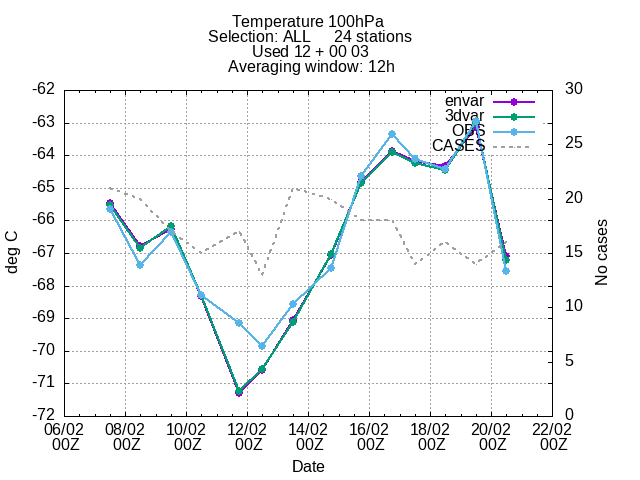 Temperature 100hPa
Selection: ALL 24 stations
Used 12 + 00 03
Averaging window: 12h
-62 30
envar
3dvar
OBS
CASES
-63
-64 25
-65
-66 20
-67 15
-68
-69 10
-70
-71 5
-72 0
deg C
No cases
06/02 08/02 10/02 12/02 14/02 16/02 18/02 20/02 22/02
00Z 00Z 00Z 00Z 00Z 00Z 00Z 00Z 00Z
Date